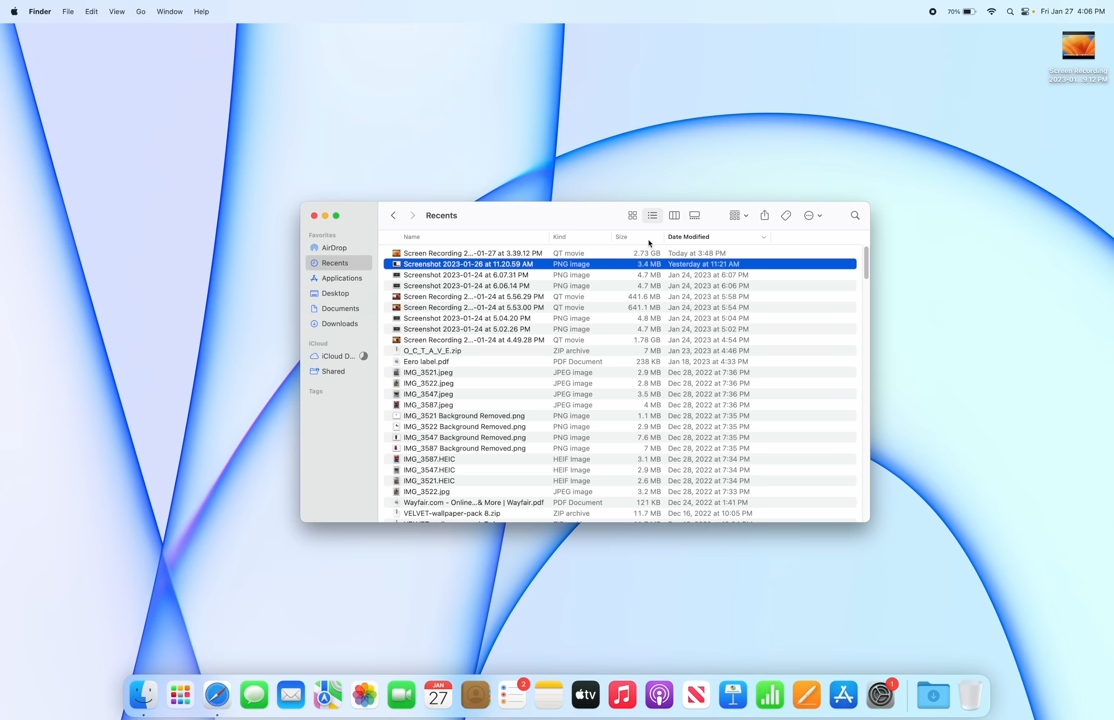 Finder File Edit View Go Window Help 70% Fri Jan 27 4:06 PM
Screen Recording
2023-01...9.12 PM
Recents
Favorites
AirDrop
Recents
Applications
Desktop
Documents
Downloads
iCloud
iCloud D...
Shared
Tags
Name Kind Size Date Modified
Screen Recording 2...-01-27 at 3.39.12 PM QT movie 2.73 GB Today at 3:48 PM
Screenshot 2023-01-26 at 11.20.59 AM PNG image 3.4 MB Yesterday at 11:21 AM
Screenshot 2023-01-24 at 6.07.31 PM PNG image 4.7 MB Jan 24, 2023 at 6:07 PM
Screenshot 2023-01-24 at 6.06.14 PM PNG image 4.7 MB Jan 24, 2023 at 6:06 PM
Screen Recording 2...-01-24 at 5.56.29 PM QT movie 441.6 MB Jan 24, 2023 at 5:58 PM
Screen Recording 2...-01-24 at 5.53.00 PM QT movie 641.1 MB Jan 24, 2023 at 5:54 PM
Screenshot 2023-01-24 at 5.04.20 PM PNG image 4.8 MB Jan 24, 2023 at 5:04 PM
Screenshot 2023-01-24 at 5.02.26 PM PNG image 4.7 MB Jan 24, 2023 at 5:02 PM
Screen Recording 2...-01-24 at 4.49.28 PM QT movie 1.78 GB Jan 24, 2023 at 4:54 PM
O_C_T_A_V_E.zip ZIP archive 7 MB Jan 23, 2023 at 4:46 PM
Eero label.pdf PDF Document 238 KB Jan 18, 2023 at 4:33 PM
IMG_3521.jpeg JPEG image 2.9 MB Dec 28, 2022 at 7:36 PM
IMG_3522.jpeg JPEG image 2.8 MB Dec 28, 2022 at 7:36 PM
IMG_3547.jpeg JPEG image 3.5 MB Dec 28, 2022 at 7:36 PM
IMG_3587.jpeg JPEG image 4 MB Dec 28, 2022 at 7:36 PM
IMG_3521 Background Removed.png PNG image 1.1 MB Dec 28, 2022 at 7:35 PM
IMG_3522 Background Removed.png PNG image 2.9 MB Dec 28, 2022 at 7:35 PM
IMG_3547 Background Removed.png PNG image 7.6 MB Dec 28, 2022 at 7:35 PM
IMG_3587 Background Removed.png PNG image 7 MB Dec 28, 2022 at 7:35 PM
IMG_3587.HEIC HEIF Image 3.1 MB Dec 28, 2022 at 7:34 PM
IMG_3547.HEIC HEIF Image 2.9 MB Dec 28, 2022 at 7:34 PM
IMG_3521.HEIC HEIF Image 2.6 MB Dec 28, 2022 at 7:34 PM
IMG_3522.jpg JPEG image 3.2 MB Dec 28, 2022 at 7:33 PM
Wayfair.com - Online...& More | Wayfair.pdf PDF Document 121 KB Dec 24, 2022 at 1:41 PM
VELVET-wallpaper-pack 8.zip ZIP archive 11.7 MB Dec 16, 2022 at 10:05 PM
JAN
27
2
tv
1